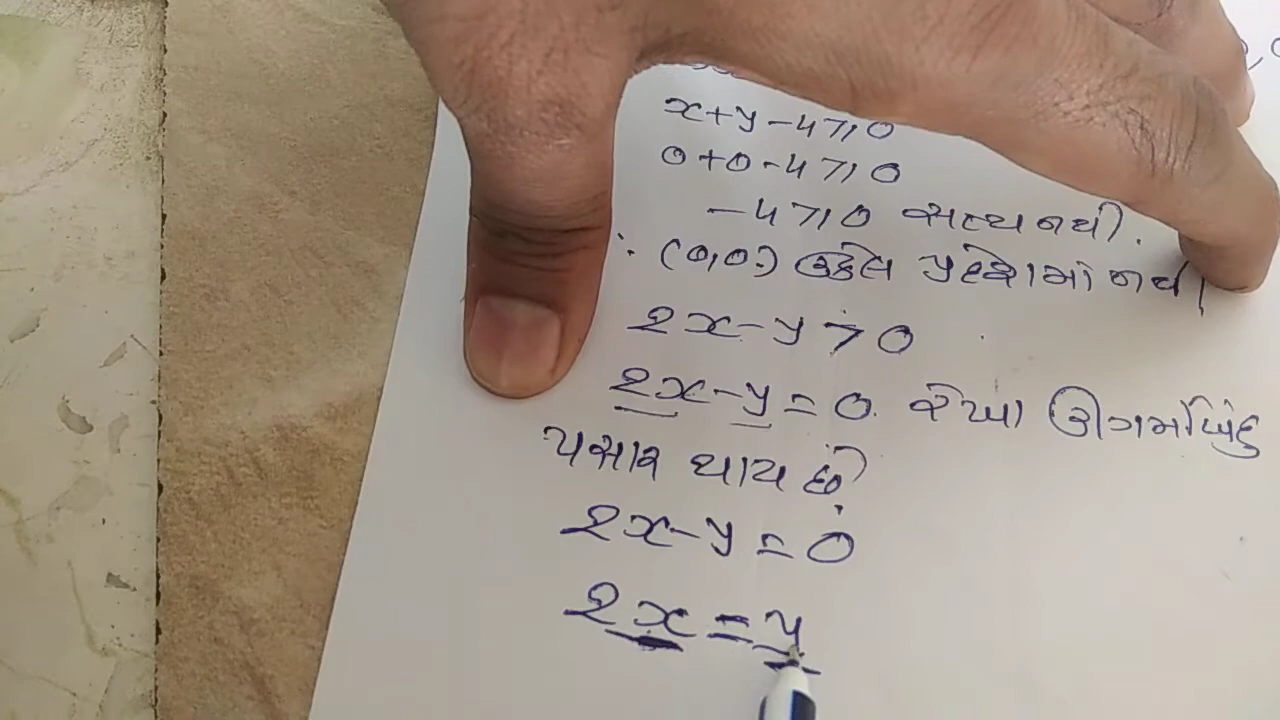 x+y-4⩾0
0+0-4⩾0
-4⩾0 સત્ય નથી.
∴ (0,0) ઉકેલ પ્રદેશમાં નથી
2x-y>0
2x-y=0 રેખા ઊગમબિંદુ
પસાર થાય છે
2x-y=0
2x=y